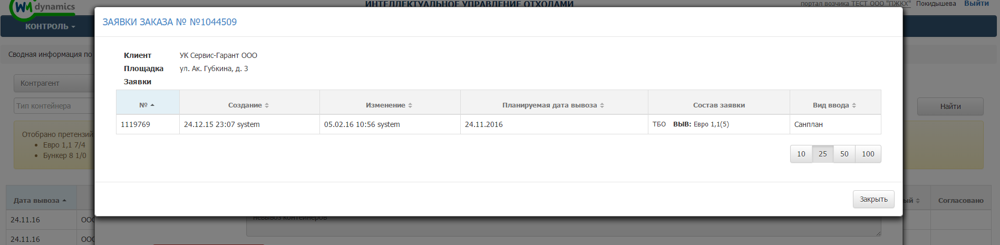 WM dynamics
ИНТЕЛЛЕКТУАЛЬНОЕ УПРАВЛЕНИЕ ОТХОДАМИ
портал возчика ТЕСТ ООО "ПЖКХ" Покидышева Выйти
КОНТРОЛЬ
ЗАЯВКИ ЗАКАЗА № №1044509
Сводная информация по
Клиент УК Сервис-Гарант ООО
Площадка ул. Ак. Губкина, д. 3
Заявки
Контрагент
Тип контейнера
Найти
№ Создание Изменение Планируемая дата вывоза Состав заявки Вид ввода
1119769 24.12.15 23:07 system 05.02.16 10:56 system 24.11.2016 ТБО ВЫВ: Евро 1,1(5) Санплан
Отобрано претензий
Евро 1,1 7/4
Бункер 8 1/0
10 25 50 100
Закрыть
Дата вывоза ый Согласовано
24.11.16 ООО
невывоз контейнеров
24.11.16 ООО